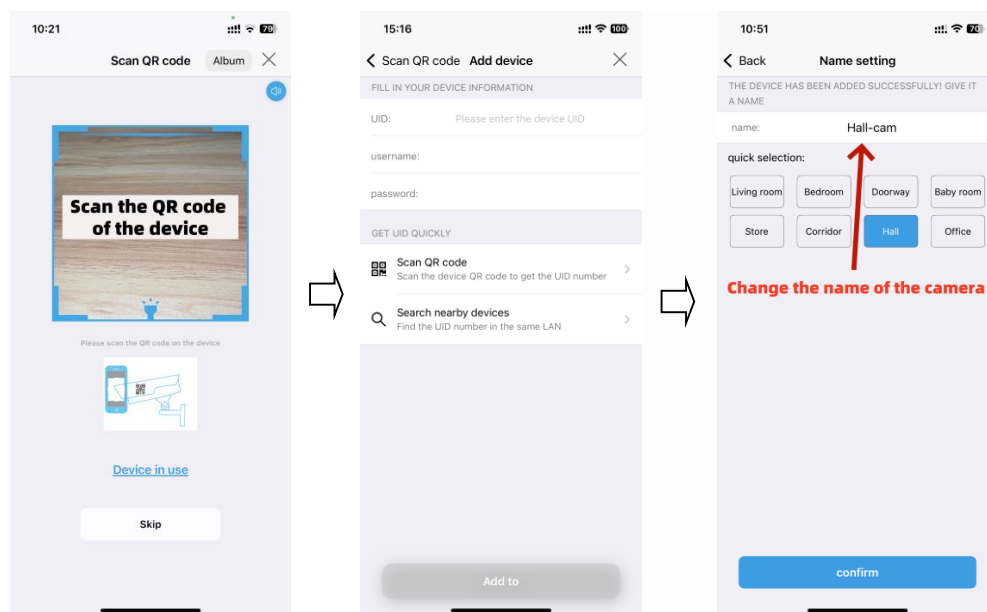 10:21
79
Scan QR code Album
Scan the QR code
of the device
Please scan the QR code on the device
Device in use
Skip
15:16
100
Scan QR code Add device
FILL IN YOUR DEVICE INFORMATION
UID: Please enter the device UID
username:
password:
GET UID QUICKLY
Scan QR code
Scan the device QR code to get the UID number
Search nearby devices
Find the UID number in the same LAN
Add to
10:51
70
Back Name setting
THE DEVICE HAS BEEN ADDED SUCCESSFULLY! GIVE IT
A NAME
name: Hall-cam
quick selection:
Living room Bedroom Doorway Baby room
Store Corridor Hall Office
Change the name of the camera
confirm